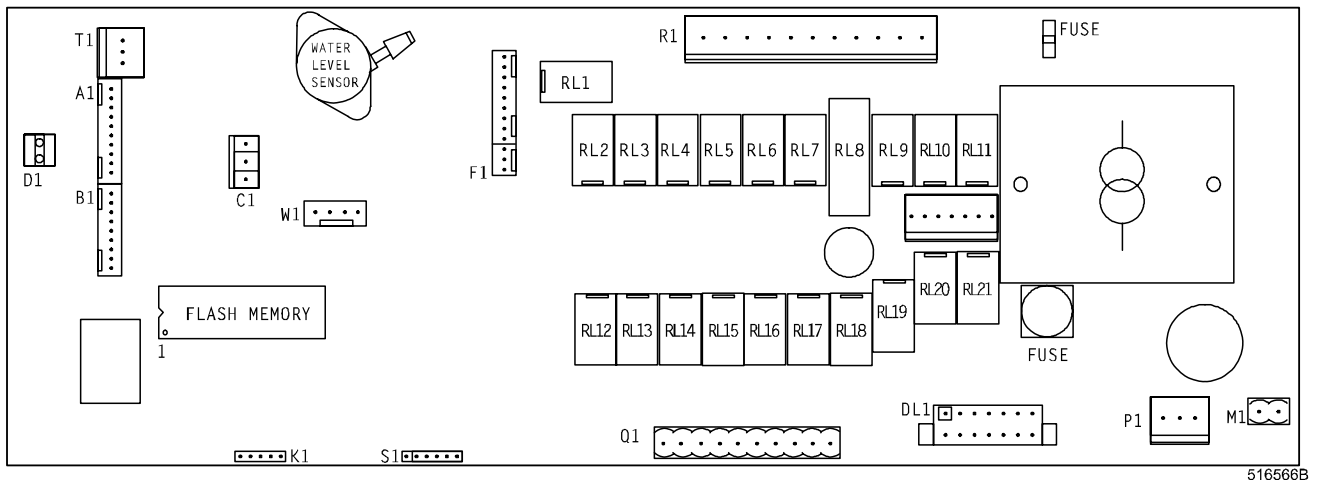 T1
WATER
LEVEL
SENSOR
R1
FUSE
A1
RL1
D1
C1
F1
RL2 RL3 RL4 RL5 RL6 RL7 RL8 RL9 RL10 RL11
B1
W1
FLASH MEMORY
1
RL12 RL13 RL14 RL15 RL16 RL17 RL18 RL19 RL20 RL21
FUSE
DL1
P1
M1
Q1
K1
S1
516566B